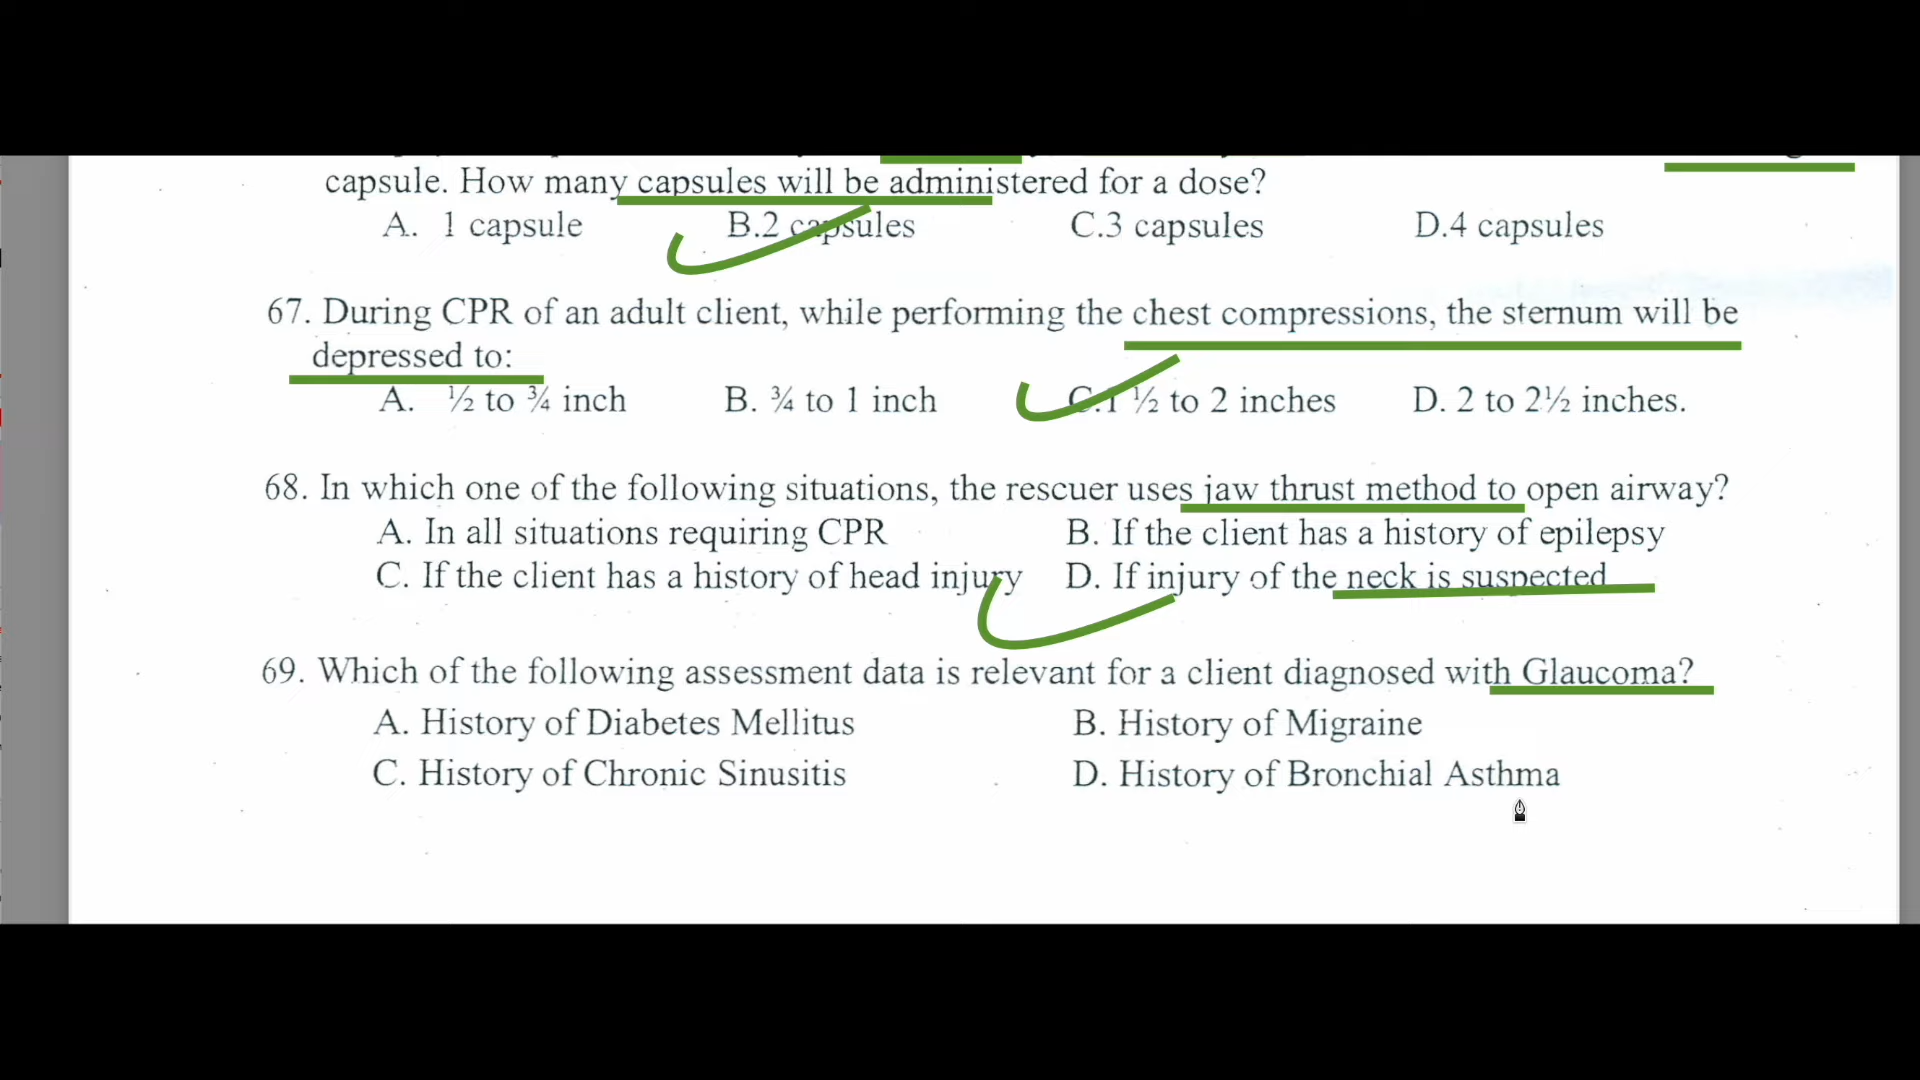 capsule. How many capsules will be administered for a dose?
A. 1 capsule B.2 capsules C.3 capsules D.4 capsules
67. During CPR of an adult client, while performing the chest compressions, the sternum will be
depressed to:
A. ½ to ¾ inch B. ¾ to 1 inch C.1 ½ to 2 inches D. 2 to 2½ inches.
68. In which one of the following situations, the rescuer uses jaw thrust method to open airway?
A. In all situations requiring CPR B. If the client has a history of epilepsy
C. If the client has a history of head injury D. If injury of the neck is suspected
69. Which of the following assessment data is relevant for a client diagnosed with Glaucoma?
A. History of Diabetes Mellitus B. History of Migraine
C. History of Chronic Sinusitis D. History of Bronchial Asthma